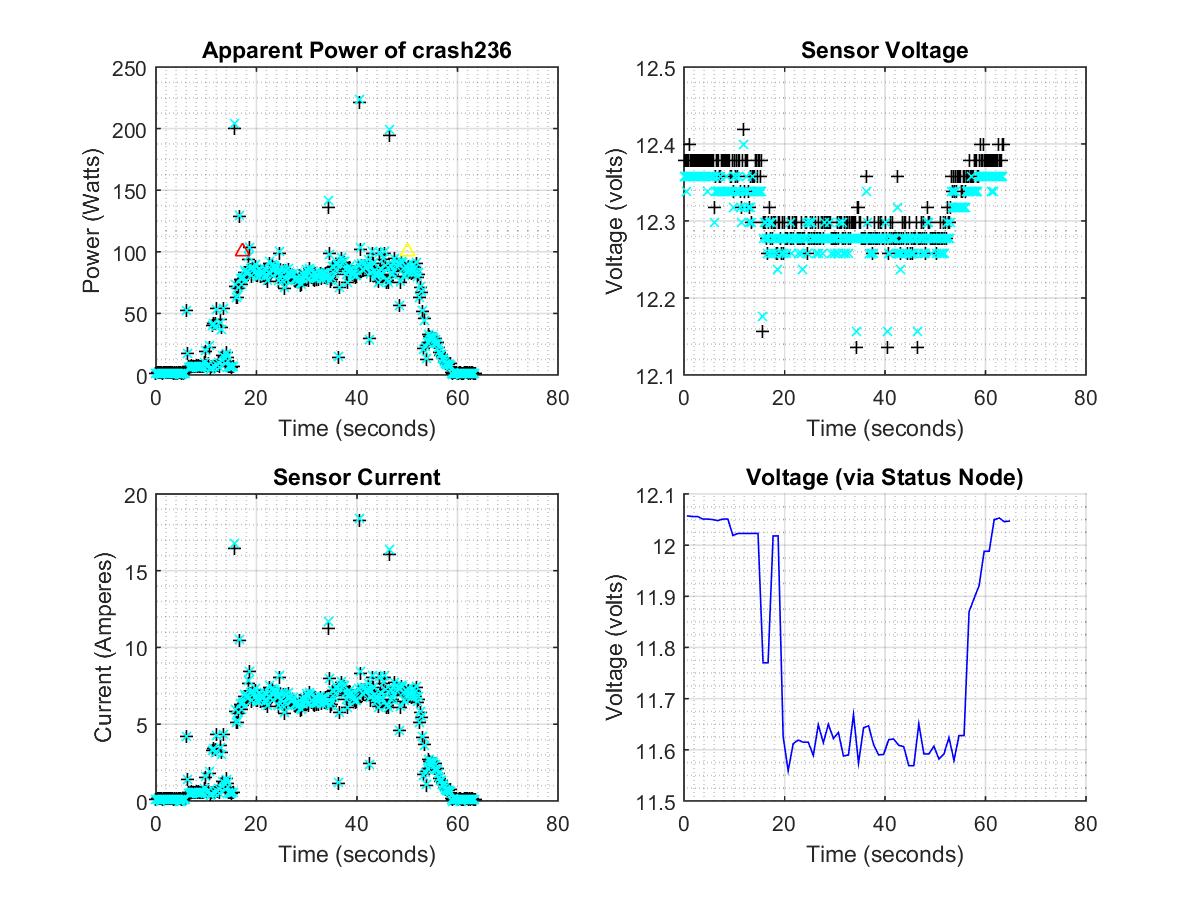 Apparent Power of crash236
250
200
150
100
50
0
Power (Watts)
0 20 40 60 80
Time (seconds)
Sensor Voltage
12.5
12.4
12.3
12.2
12.1
Voltage (volts)
0 20 40 60 80
Time (seconds)
Sensor Current
20
15
10
5
0
Current (Amperes)
0 20 40 60 80
Time (seconds)
Voltage (via Status Node)
12.1
12
11.9
11.8
11.7
11.6
11.5
Voltage (volts)
0 20 40 60 80
Time (seconds)